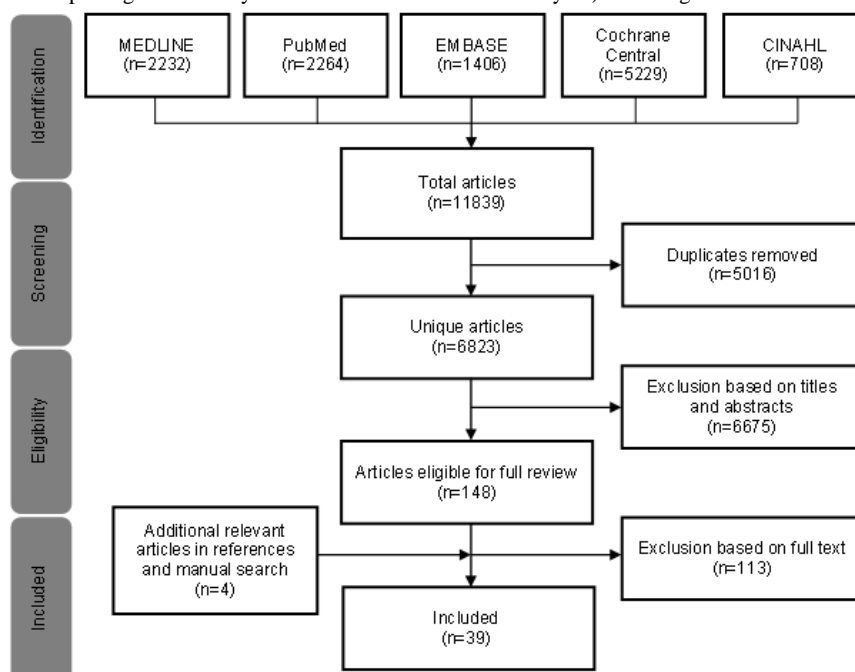 MEDLINE
(n=2232)
PubMed
(n=2264)
EMBASE
(n=1406)
Cochrane
Central
(n=5229)
CINAHL
(n=708)
Identification
Total articles
(n=11839)
Screening
Duplicates removed
(n=5016)
Unique articles
(n=6823)
Eligibility
Exclusion based on titles
and abstracts
(n=6675)
Articles eligible for full review
(n=148)
Included
Additional relevant
articles in references
and manual search
(n=4)
Exclusion based on full text
(n=113)
Included
(n=39)